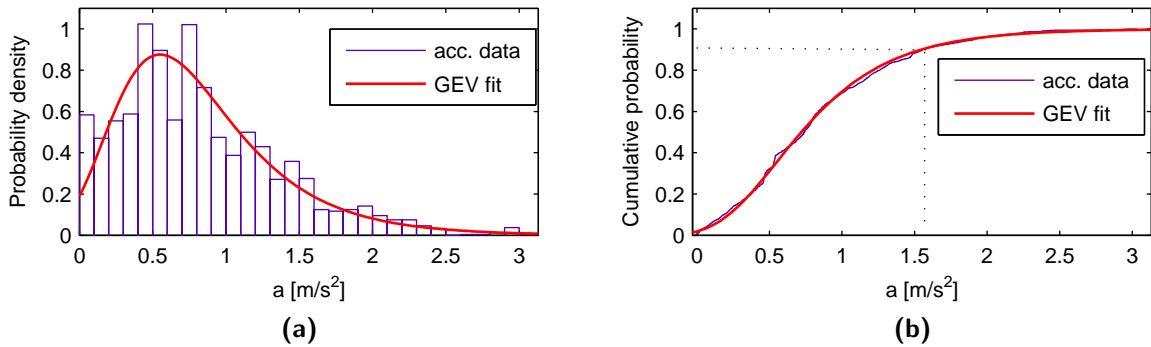 Probability density
1
0.8
0.6
0.4
0.2
0
0 0.5 1 1.5 2 2.5 3
a [m/s²]
acc. data
GEV fit
(a)
Cumulative probability
1
0.8
0.6
0.4
0.2
0
0 0.5 1 1.5 2 2.5 3
a [m/s²]
acc. data
GEV fit
(b)